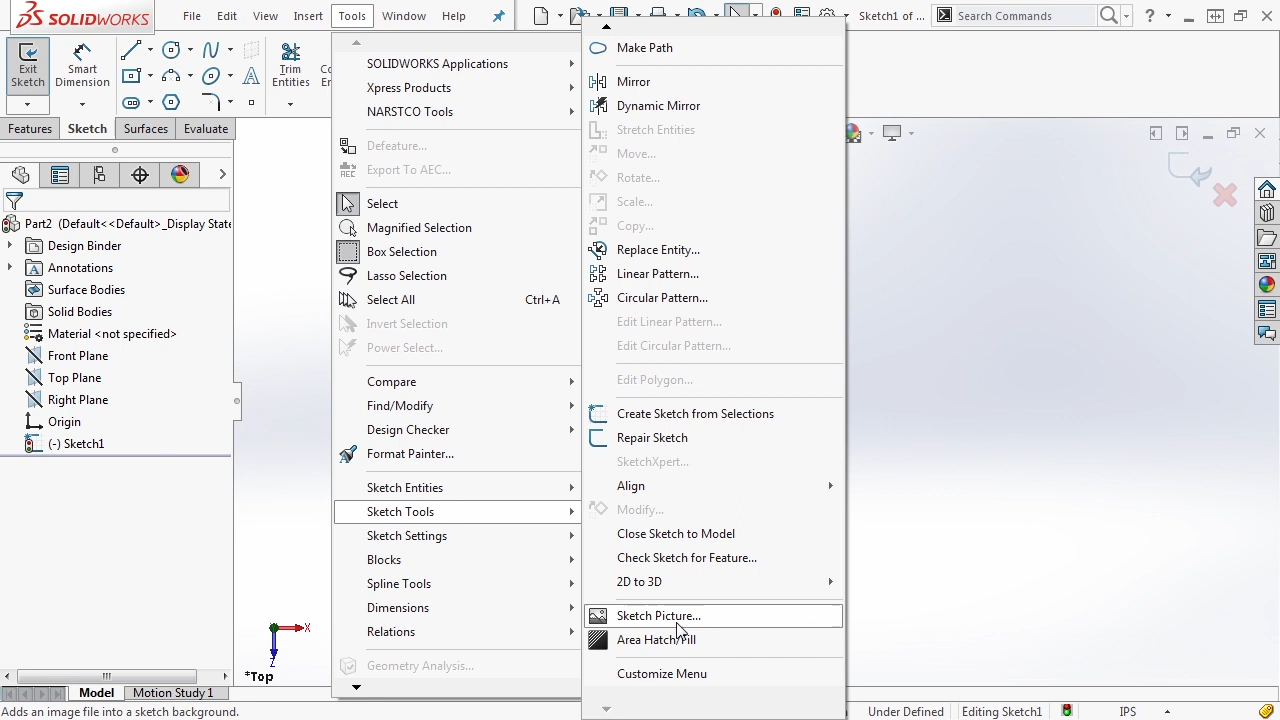 SOLIDWORKS
File Edit View Insert Tools Window Help
Sketch1 of ...
Search Commands
Exit Sketch
Smart Dimension
Trim Entities
Features Sketch Surfaces Evaluate
Part2 (Default<<Default>_Display State
Design Binder
Annotations
Surface Bodies
Solid Bodies
Material <not specified>
Front Plane
Top Plane
Right Plane
Origin
(-) Sketch1
SOLIDWORKS Applications
Xpress Products
NARSTCO Tools
Defeature...
Export To AEC...
Select
Magnified Selection
Box Selection
Lasso Selection
Select All Ctrl+A
Invert Selection
Power Select...
Compare
Find/Modify
Design Checker
Format Painter...
Sketch Entities
Sketch Tools
Sketch Settings
Blocks
Spline Tools
Dimensions
Relations
Geometry Analysis...
Make Path
Mirror
Dynamic Mirror
Stretch Entities
Move...
Rotate...
Scale...
Copy...
Replace Entity...
Linear Pattern...
Circular Pattern...
Edit Linear Pattern...
Edit Circular Pattern...
Edit Polygon...
Create Sketch from Selections
Repair Sketch
SketchXpert...
Align
Modify...
Close Sketch to Model
Check Sketch for Feature...
2D to 3D
Sketch Picture...
Area Hatch/Fill
Customize Menu
X
Z
*Top
Model Motion Study 1
Adds an image file into a sketch background.
Under Defined Editing Sketch1 IPS